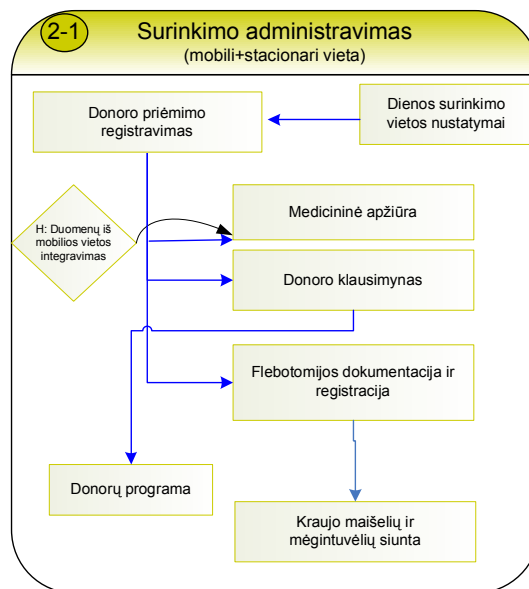 2-1
Surinkimo administravimas
(mobili+stacionari vieta)
Donoro priėmimo
registravimas
Dienos surinkimo
vietos nustatymai
H: Duomenų iš
mobilios vietos
integravimas
Medicininė apžiūra
Donoro klausimynas
Flebotomijos dokumentacija ir
registracija
Donorų programa
Kraujo maišelių ir
mėgintuvėlių siunta